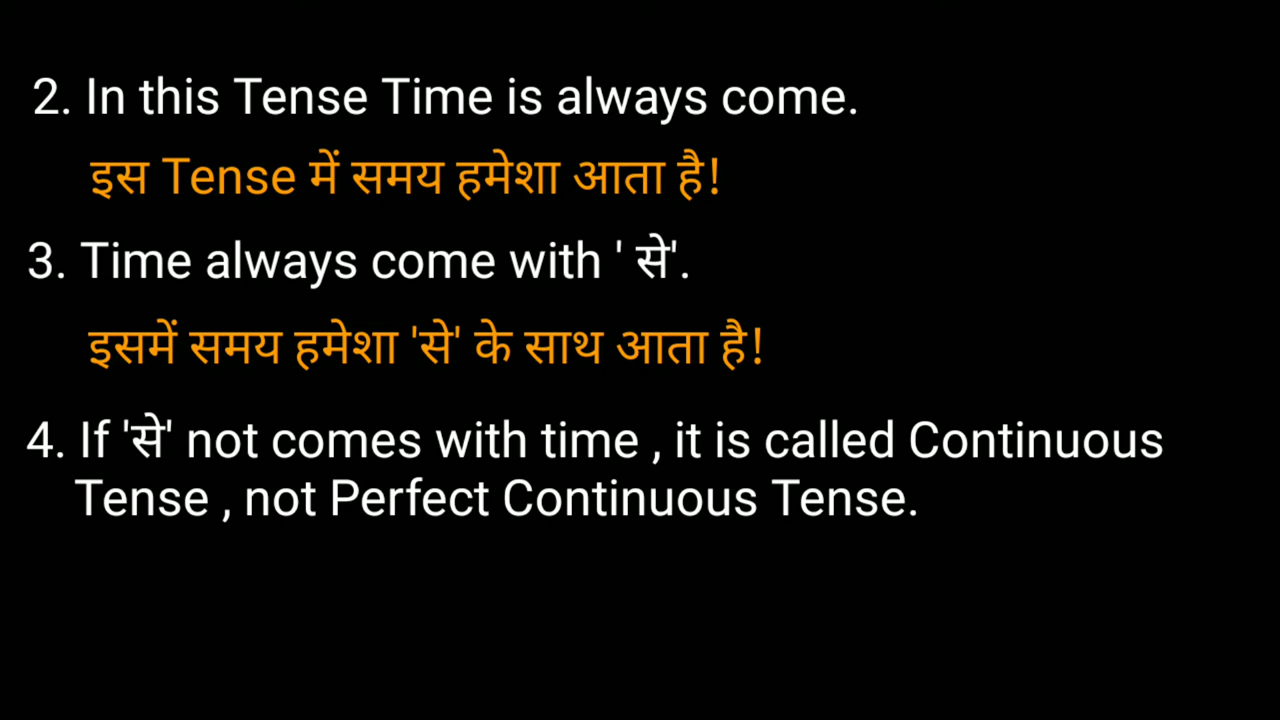 2. In this Tense Time is always come.
इस Tense में समय हमेशा आता है!
3. Time always come with ' से'.
इसमें समय हमेशा 'से' के साथ आता है!
4. If 'से' not comes with time , it is called Continuous
Tense , not Perfect Continuous Tense.